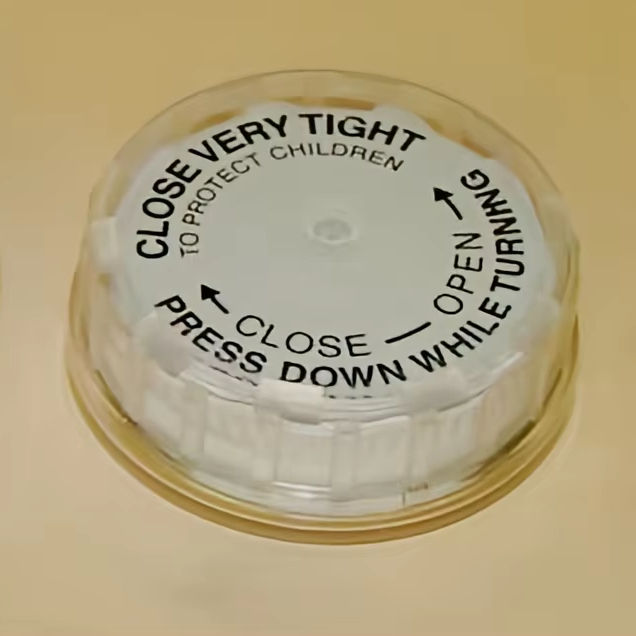 CLOSE VERY TIGHT
TO PROTECT CHILDREN
OPEN
CLOSE
PRESS DOWN WHILE TURNING